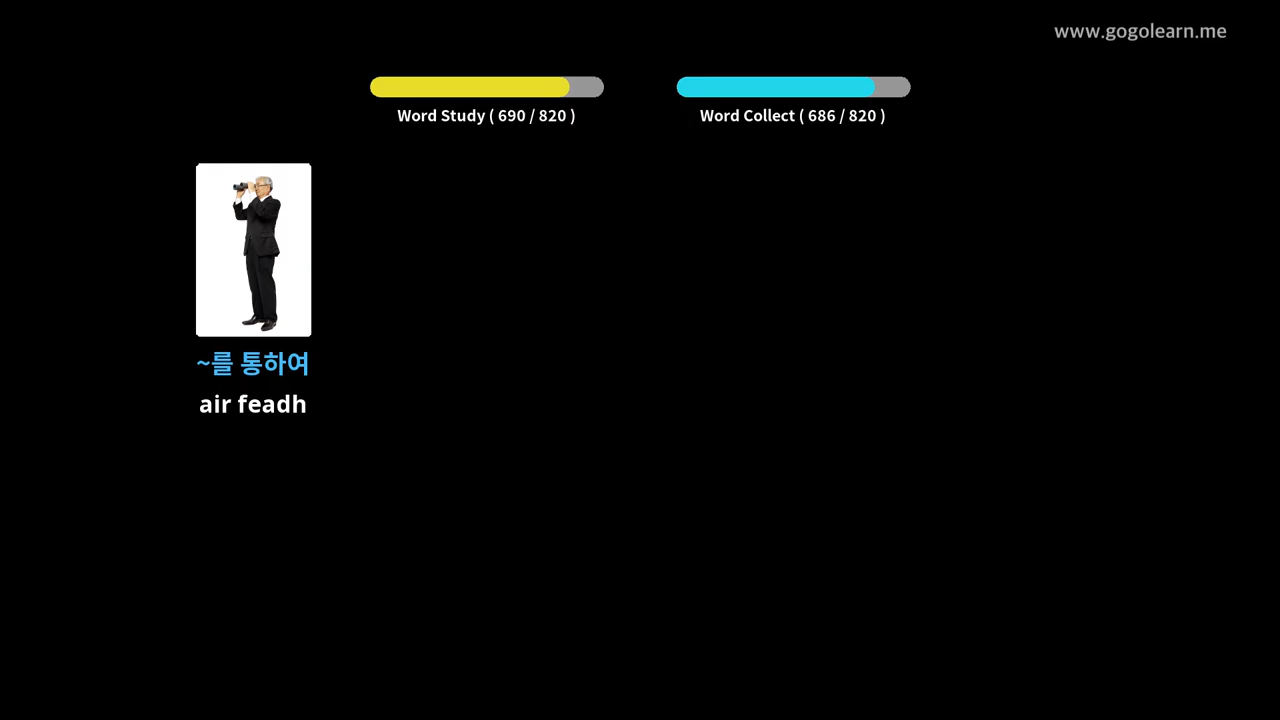 www.gogolearn.me
Word Study ( 690 / 820 )
Word Collect ( 686 / 820 )
~를 통하여
air feadh